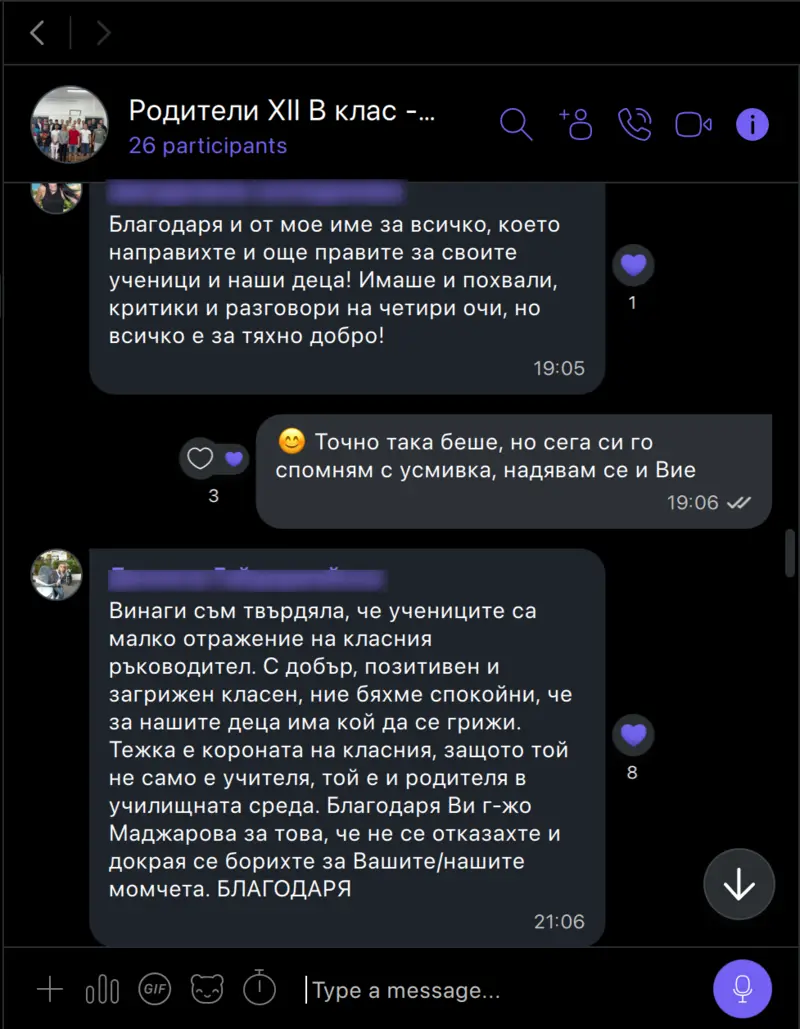 Родители XII В клас -...
26 participants
Благодаря и от мое име за всичко, което
направихте и още правите за своите
ученици и наши деца! Имаше и похвали,
критики и разговори на четири очи, но
всичко е за тяхно добро!
19:05
1
😊 Точно така беше, но сега си го
спомням с усмивка, надявам се и Вие
19:06
3
Винаги съм твърдяла, че учениците са
малко отражение на класния
ръководител. С добър, позитивен и
загрижен класен, ние бяхме спокойни, че
за нашите деца има кой да се грижи.
Тежка е короната на класния, защото той
не само е учителя, той е и родителя в
училищната среда. Благодаря Ви г-жо
Маджарова за това, че не се отказахте и
докрая се борихте за Вашите/нашите
момчета. БЛАГОДАРЯ
21:06
8
GIF
Type a message...